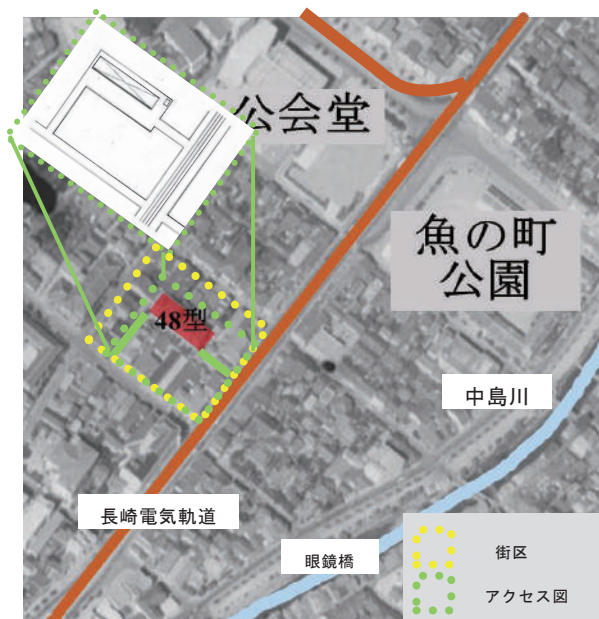 公会堂
魚の町
公園
48型
中島川
長崎電気軌道
眼鏡橋
街区
アクセス図